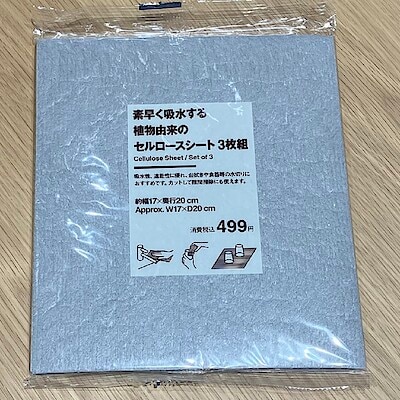 素早く吸水する
植物由来の
セルロースシート 3枚組
Cellulose Sheet / Set of 3
吸水性、速乾性に優れ、台拭きや食器等の水切りに
おすすめです。カットして隙間掃除にも使えます。
約幅17×奥行20cm
Approx. W17×D20 cm
消費税込 499円